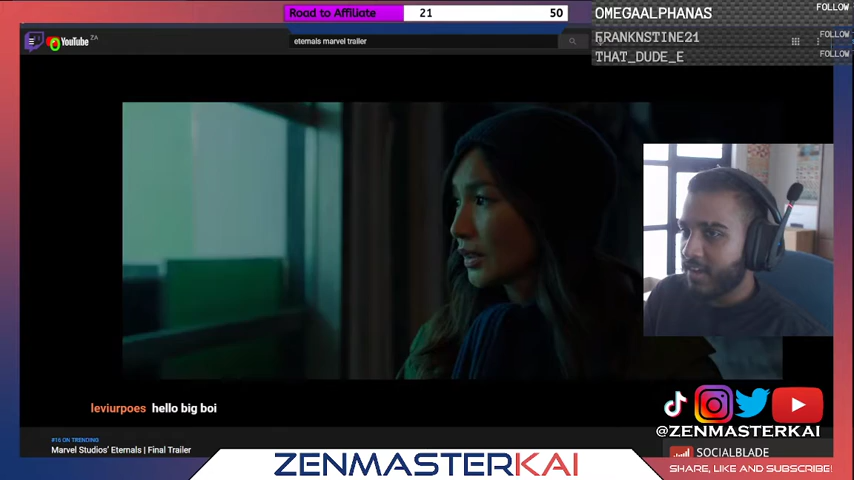 Road to Affiliate 21 50
OMEGAALPHANAS FOLLOW
FRANKNSTINE21 FOLLOW
THAT_DUDE_E FOLLOW
YouTube ZA
eternals marvel trailer
leviurpoes hello big boi
@ZENMASTERKAI
#16 ON TRENDING
Marvel Studios' Eternals | Final Trailer
SOCIALBLADE
ZENMASTERKAI
SHARE, LIKE AND SUBSCRIBE!